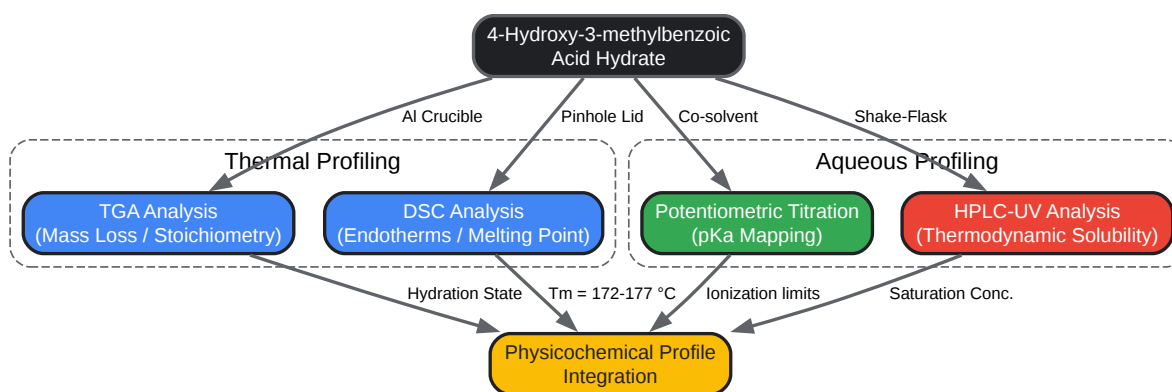 4-Hydroxy-3-methylbenzoic
Acid Hydrate
Al Crucible
Pinhole Lid
Co-solvent
Shake-Flask
Thermal Profiling
Aqueous Profiling
TGA Analysis
(Mass Loss / Stoichiometry)
DSC Analysis
(Endotherms / Melting Point)
Potentiometric Titration
(pKa Mapping)
HPLC-UV Analysis
(Thermodynamic Solubility)
Hydration State
Tm = 172-177 °C
Ionization limits
Saturation Conc.
Physicochemical Profile
Integration